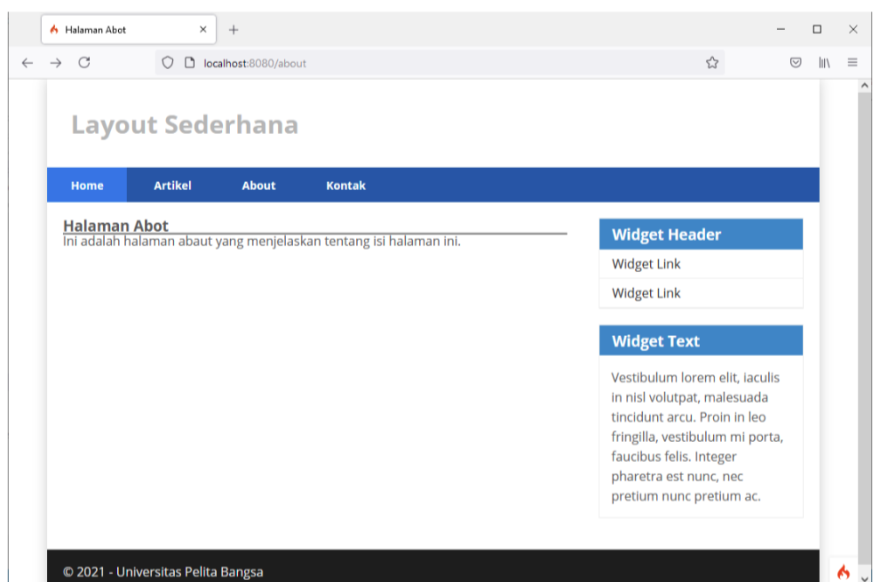 Halaman Abot
localhost:8080/about
Layout Sederhana
Home Artikel About Kontak
Halaman Abot
Ini adalah halaman abaut yang menjelaskan tentang isi halaman ini.
Widget Header
Widget Link
Widget Link
Widget Text
Vestibulum lorem elit, iaculis
in nisl volutpat, malesuada
tincidunt arcu. Proin in leo
fringilla, vestibulum mi porta,
faucibus felis. Integer
pharetra est nunc, nec
pretium nunc pretium ac.
© 2021 - Universitas Pelita Bangsa